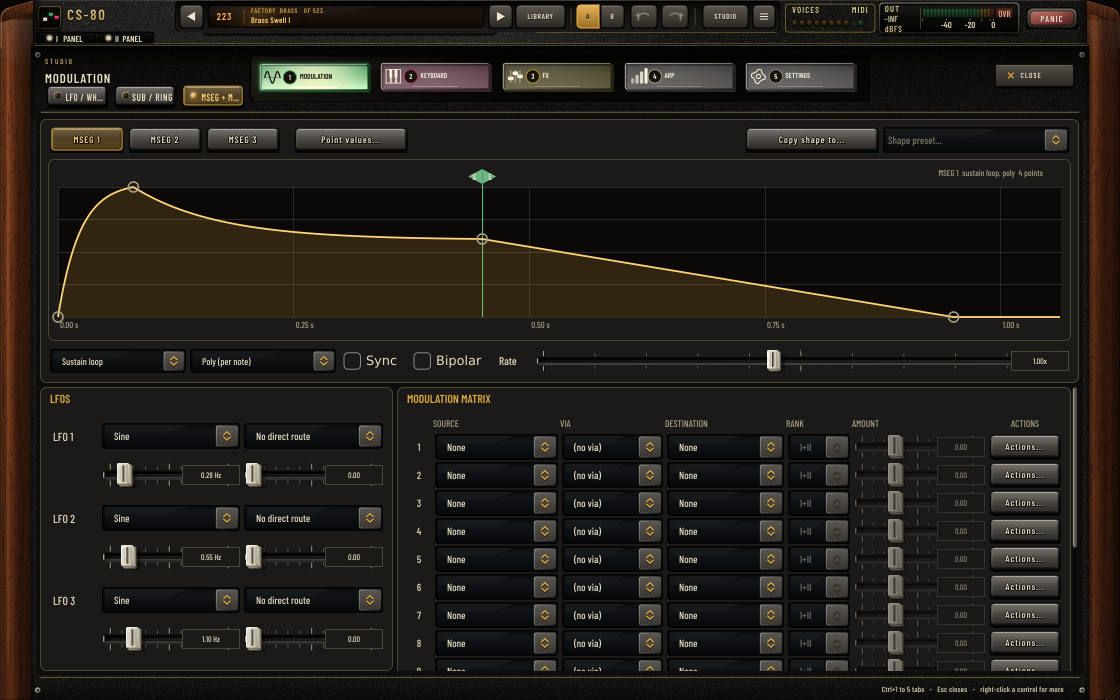 CS-80
I PANEL
II PANEL
223
FACTORY BRASS OF 523
Brass Swell I
LIBRARY
A
B
STUDIO
VOICES
MIDI
OUT
-INF
dBFS
-40
-20
0
OVR
PANIC
STUDIO
MODULATION
LFO / WH...
SUB / RING
MSEG + M...
1 MODULATION
2 KEYBOARD
3 FX
4 ARP
5 SETTINGS
CLOSE
MSEG 1
MSEG 2
MSEG 3
Point values...
Copy shape to...
Shape preset...
MSEG 1 sustain loop, poly 4 points
0.00 s
0.25 s
0.50 s
0.75 s
1.00 s
Sustain loop
Poly (per note)
Sync
Bipolar
Rate
1.00x
LFOS
LFO 1
Sine
No direct route
0.28 Hz
0.00
LFO 2
Sine
No direct route
0.55 Hz
0.00
LFO 3
Sine
No direct route
1.10 Hz
0.00
MODULATION MATRIX
SOURCE
VIA
DESTINATION
RANK
AMOUNT
ACTIONS
1 None (no via) None I+II 0.00 Actions...
2 None (no via) None I+II 0.00 Actions...
3 None (no via) None I+II 0.00 Actions...
4 None (no via) None I+II 0.00 Actions...
5 None (no via) None I+II 0.00 Actions...
6 None (no via) None I+II 0.00 Actions...
7 None (no via) None I+II 0.00 Actions...
8 None (no via) None I+II 0.00 Actions...
Ctrl+1 to 5 tabs - Esc closes - right-click a control for more